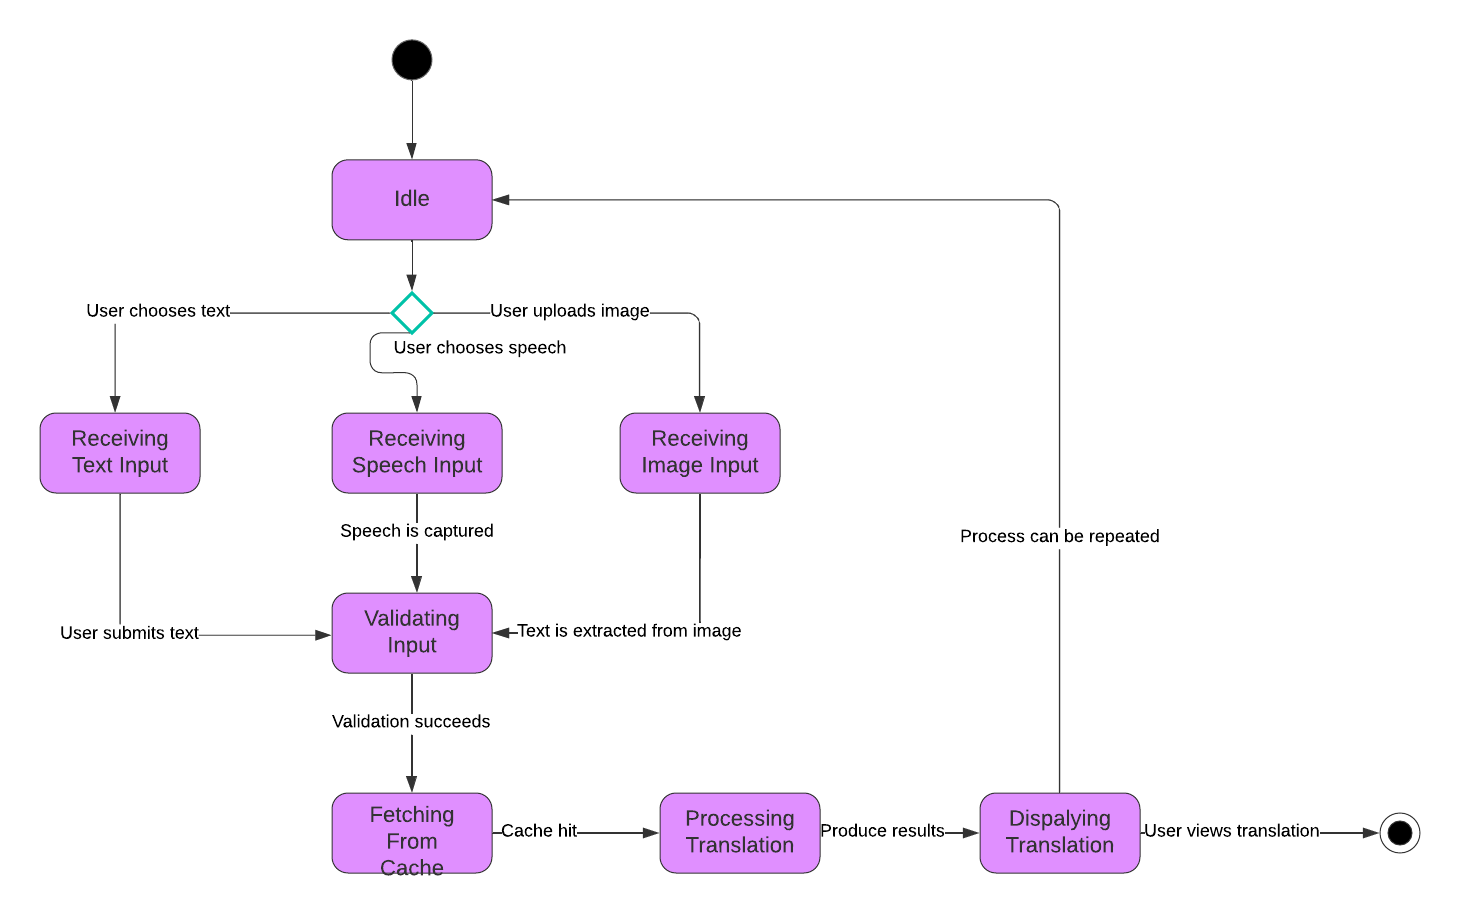 Idle
User chooses text
User uploads image
User chooses speech
Receiving
Text Input
Receiving
Speech Input
Receiving
Image Input
Speech is captured
Process can be repeated
Validating
Input
User submits text
Text is extracted from image
Validation succeeds
Fetching
From
Cache
Cache hit
Processing
Translation
Produce results
Dispalying
Translation
User views translation